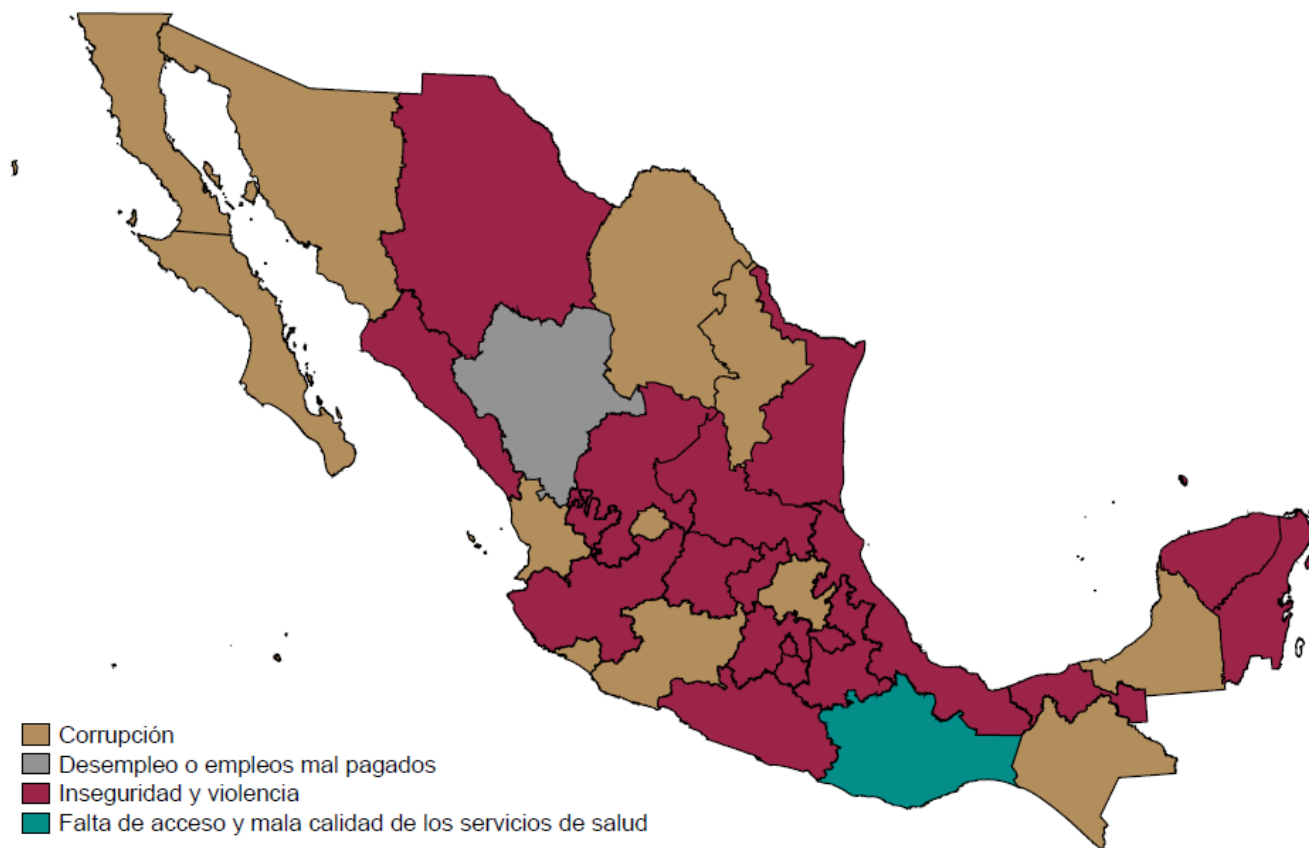 Corrupción
Desempleo o empleos mal pagados
Inseguridad y violencia
Falta de acceso y mala calidad de los servicios de salud